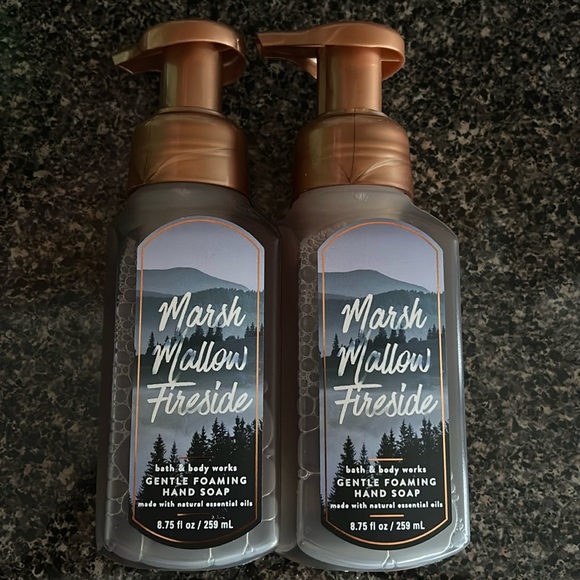 Marsh
Mallow
Fireside
bath & body works
GENTLE FOAMING
HAND SOAP
made with natural essential oils
8.75 fl oz / 259 mL
Marsh
Mallow
Fireside
bath & body works
GENTLE FOAMING
HAND SOAP
made with natural essential oils
8.75 fl oz / 259 mL